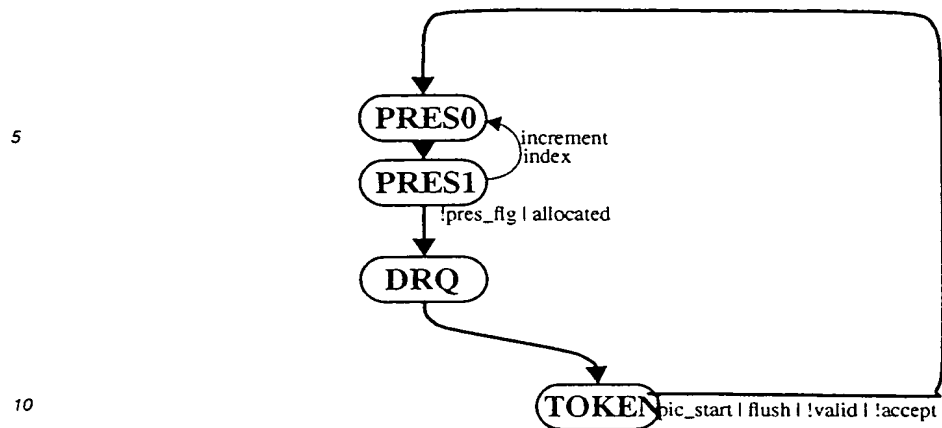 PRES0
5
increment
index
PRES1
!pres_flg | allocated
DRQ
10
TOKEN
pic_start | flush | !valid | !accept